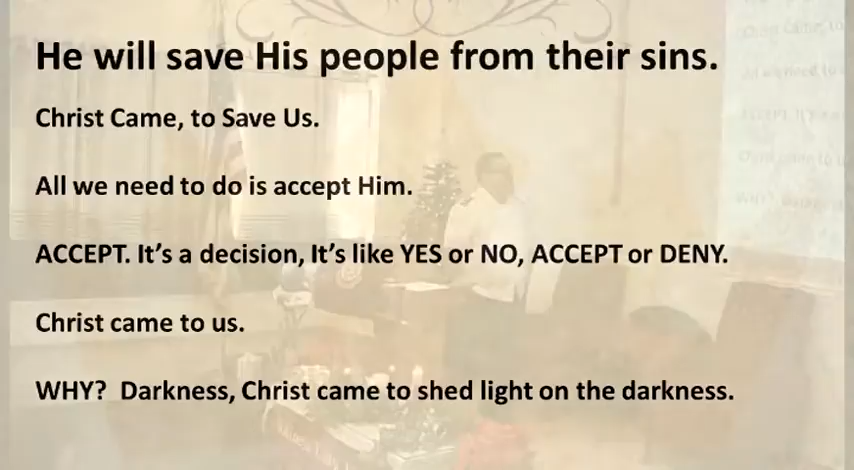 He will save His people from their sins.
Christ Came, to Save Us.
All we need to do is accept Him.
ACCEPT. It's a decision, It's like YES or NO, ACCEPT or DENY.
Christ came to us.
WHY?  Darkness, Christ came to shed light on the darkness.